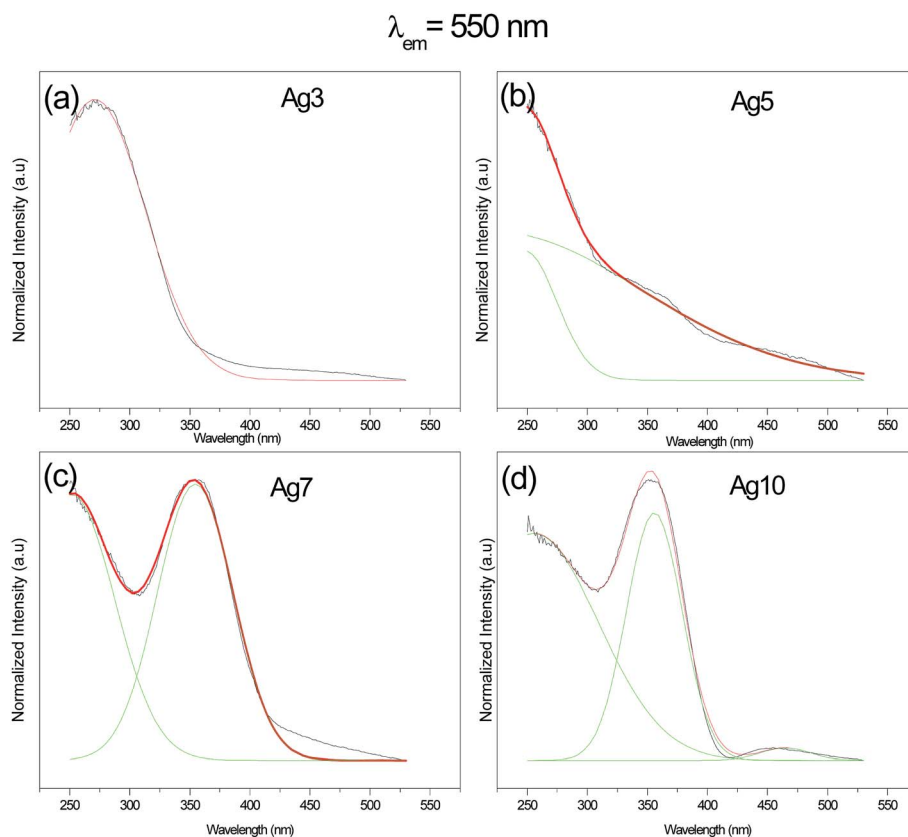 λem= 550 nm
(a)
Ag3
Normalized Intensity (a.u)
250 300 350 400 450 500 550
Wavelength (nm)
(b)
Ag5
Normalized Intensity (a.u)
250 300 350 400 450 500 550
Wavelength (nm)
(c)
Ag7
Normalized Intensity (a.u)
250 300 350 400 450 500 550
Wavelength (nm)
(d)
Ag10
Normalized Intensity (a.u)
250 300 350 400 450 500 550
Wavelength (nm)